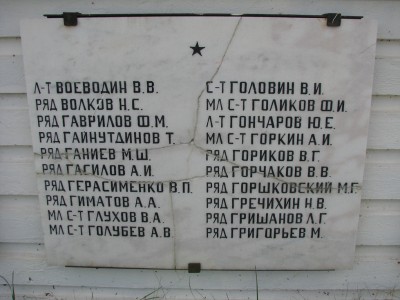 Л-Т ВОЕВОДИН В.В.
РЯД ВОЛКОВ Н.С.
РЯД ГАВРИЛОВ Ф.М.
РЯД ГАЙНУТДИНОВ Т.
РЯД ГАНИЕВ М.Ш.
РЯД ГАСИЛОВ А.И.
РЯД ГЕРАСИМЕНКО В.П.
РЯД ГИМАТОВ А.А.
МЛ С-Т ГЛУХОВ В.А.
МЛ С-Т ГОЛУБЕВ А.В.
С-Т ГОЛОВИН В.И.
МЛ С-Т ГОЛИКОВ Ф.И.
Л-Т ГОНЧАРОВ Ю.Е.
МЛ С-Т ГОРКИН А.И.
РЯД ГОРИКОВ В.Г.
РЯД ГОРЧАКОВ В.В.
РЯД ГОРШКОВСКИЙ М.Г.
РЯД ГРЕЧИХИН Н.В.
РЯД ГРИШАНОВ Л.Г.
РЯД ГРИГОРЬЕВ М.